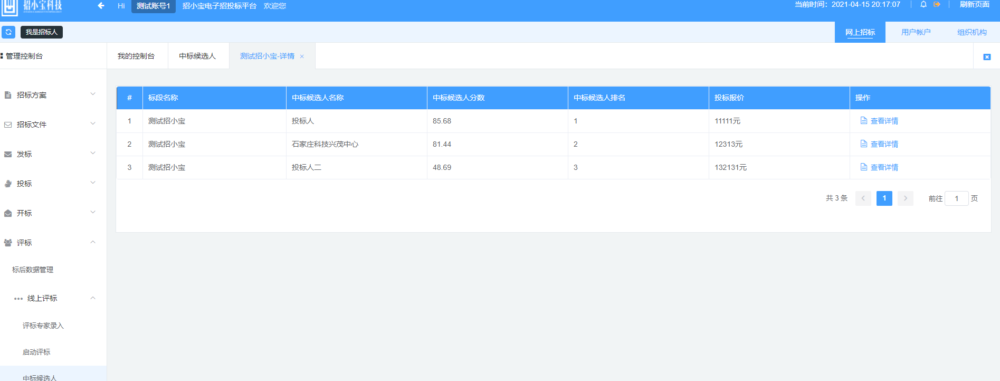 招小宝科技
Hi 测试账号1 招小宝电子招投标平台 欢迎您 当前时间：2021-04-15 20:17:07 刷新页面
我是招标人 网上招标 用户帐户 组织机构
管理控制台 我的控制台 中标候选人 测试招小宝-详情 ×
招标方案
招标文件
发标
投标
开标
评标
标后数据管理
线上评标
评标专家录入
启动评标
中标候选人
# 标段名称 中标候选人名称 中标候选人分数 中标候选人排名 投标报价 操作
1 测试招小宝 投标人 85.68 1 11111元 查看详情
2 测试招小宝 石家庄科技兴茂中心 81.44 2 12313元 查看详情
3 测试招小宝 投标人二 48.69 3 132131元 查看详情
共 3 条 1 前往 1 页